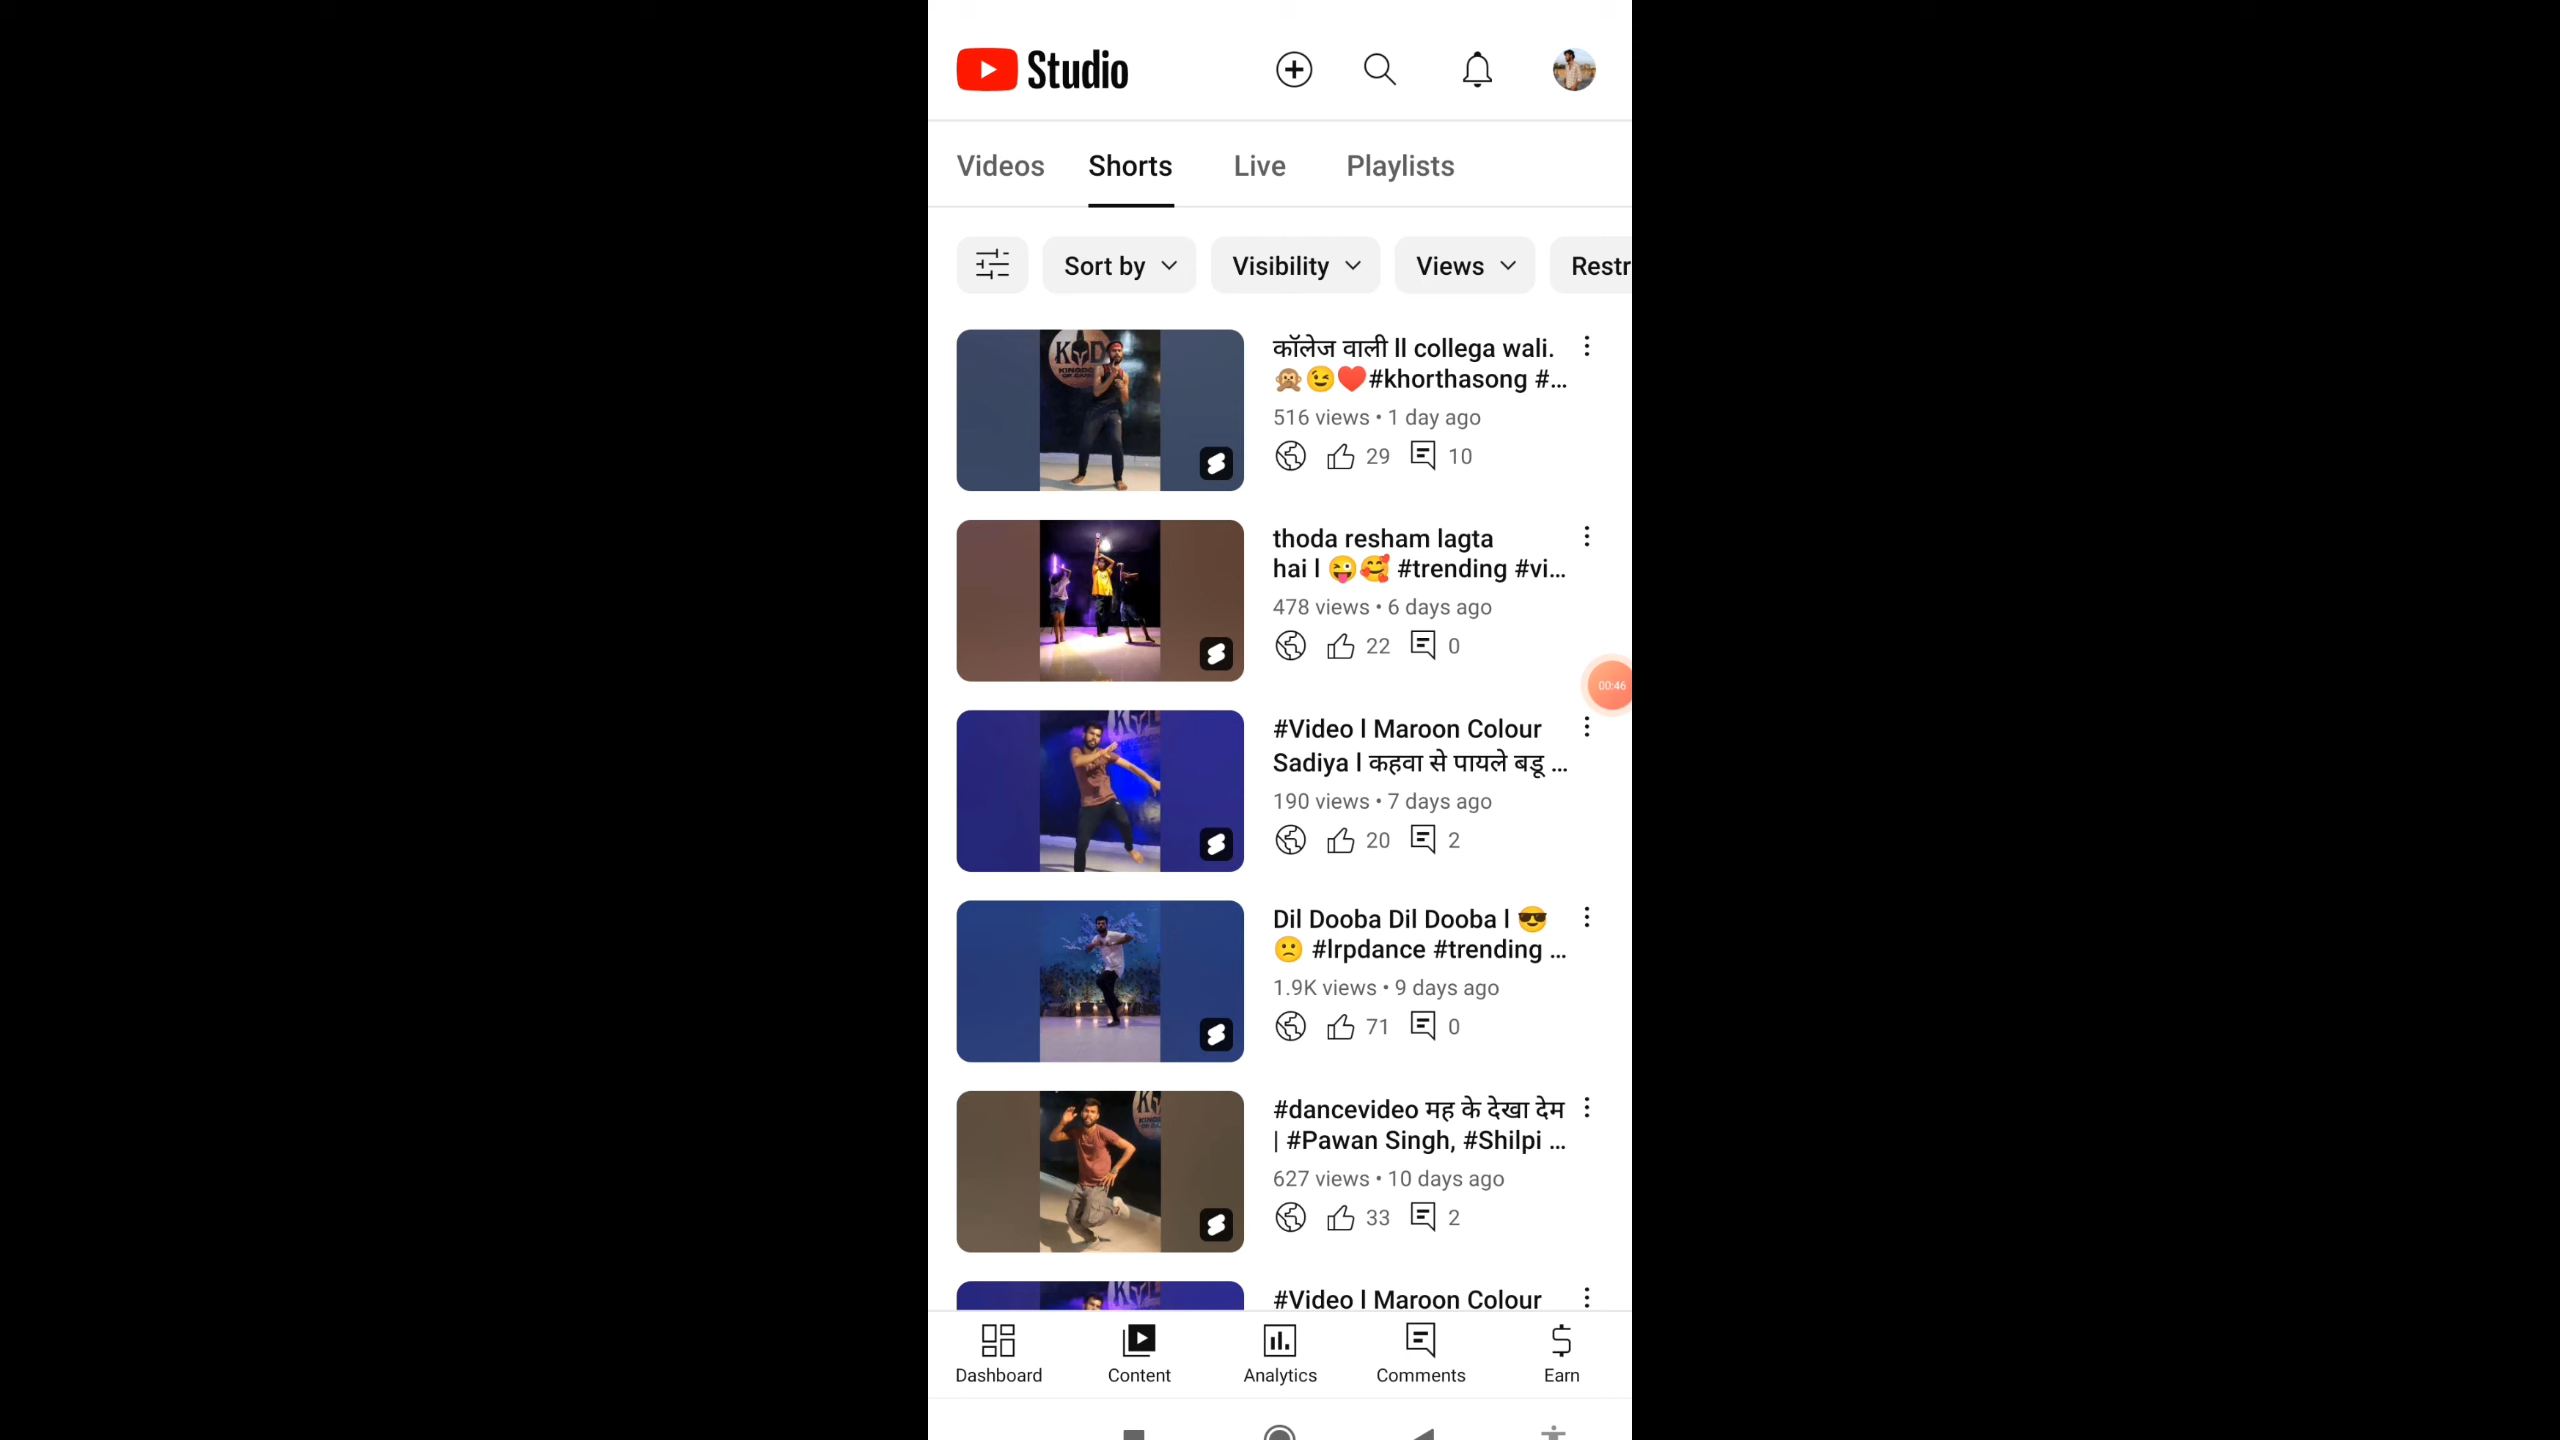 Studio
Videos Shorts Live Playlists
Sort by Visibility Views Restr
कॉलेज वाली ll collega wali.
🙊😉❤️#khorthasong #...
516 views • 1 day ago
29 10
thoda resham lagta
hai l 😜🥰 #trending #vi...
478 views • 6 days ago
22 0
00:46
#Video l Maroon Colour
Sadiya l कहवा से पायले बडू ...
190 views • 7 days ago
20 2
Dil Dooba Dil Dooba l 😎
🙁 #lrpdance #trending ...
1.9K views • 9 days ago
71 0
#dancevideo मह के देखा देम
| #Pawan Singh, #Shilpi ...
627 views • 10 days ago
33 2
#Video l Maroon Colour
Dashboard Content Analytics Comments Earn